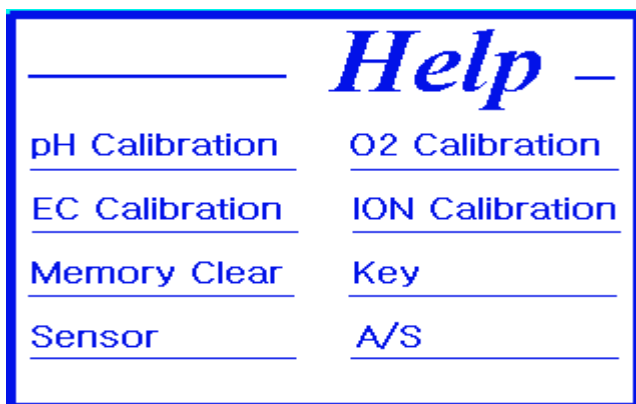 Help
pH Calibration O2 Calibration
EC Calibration ION Calibration
Memory Clear Key
Sensor A/S